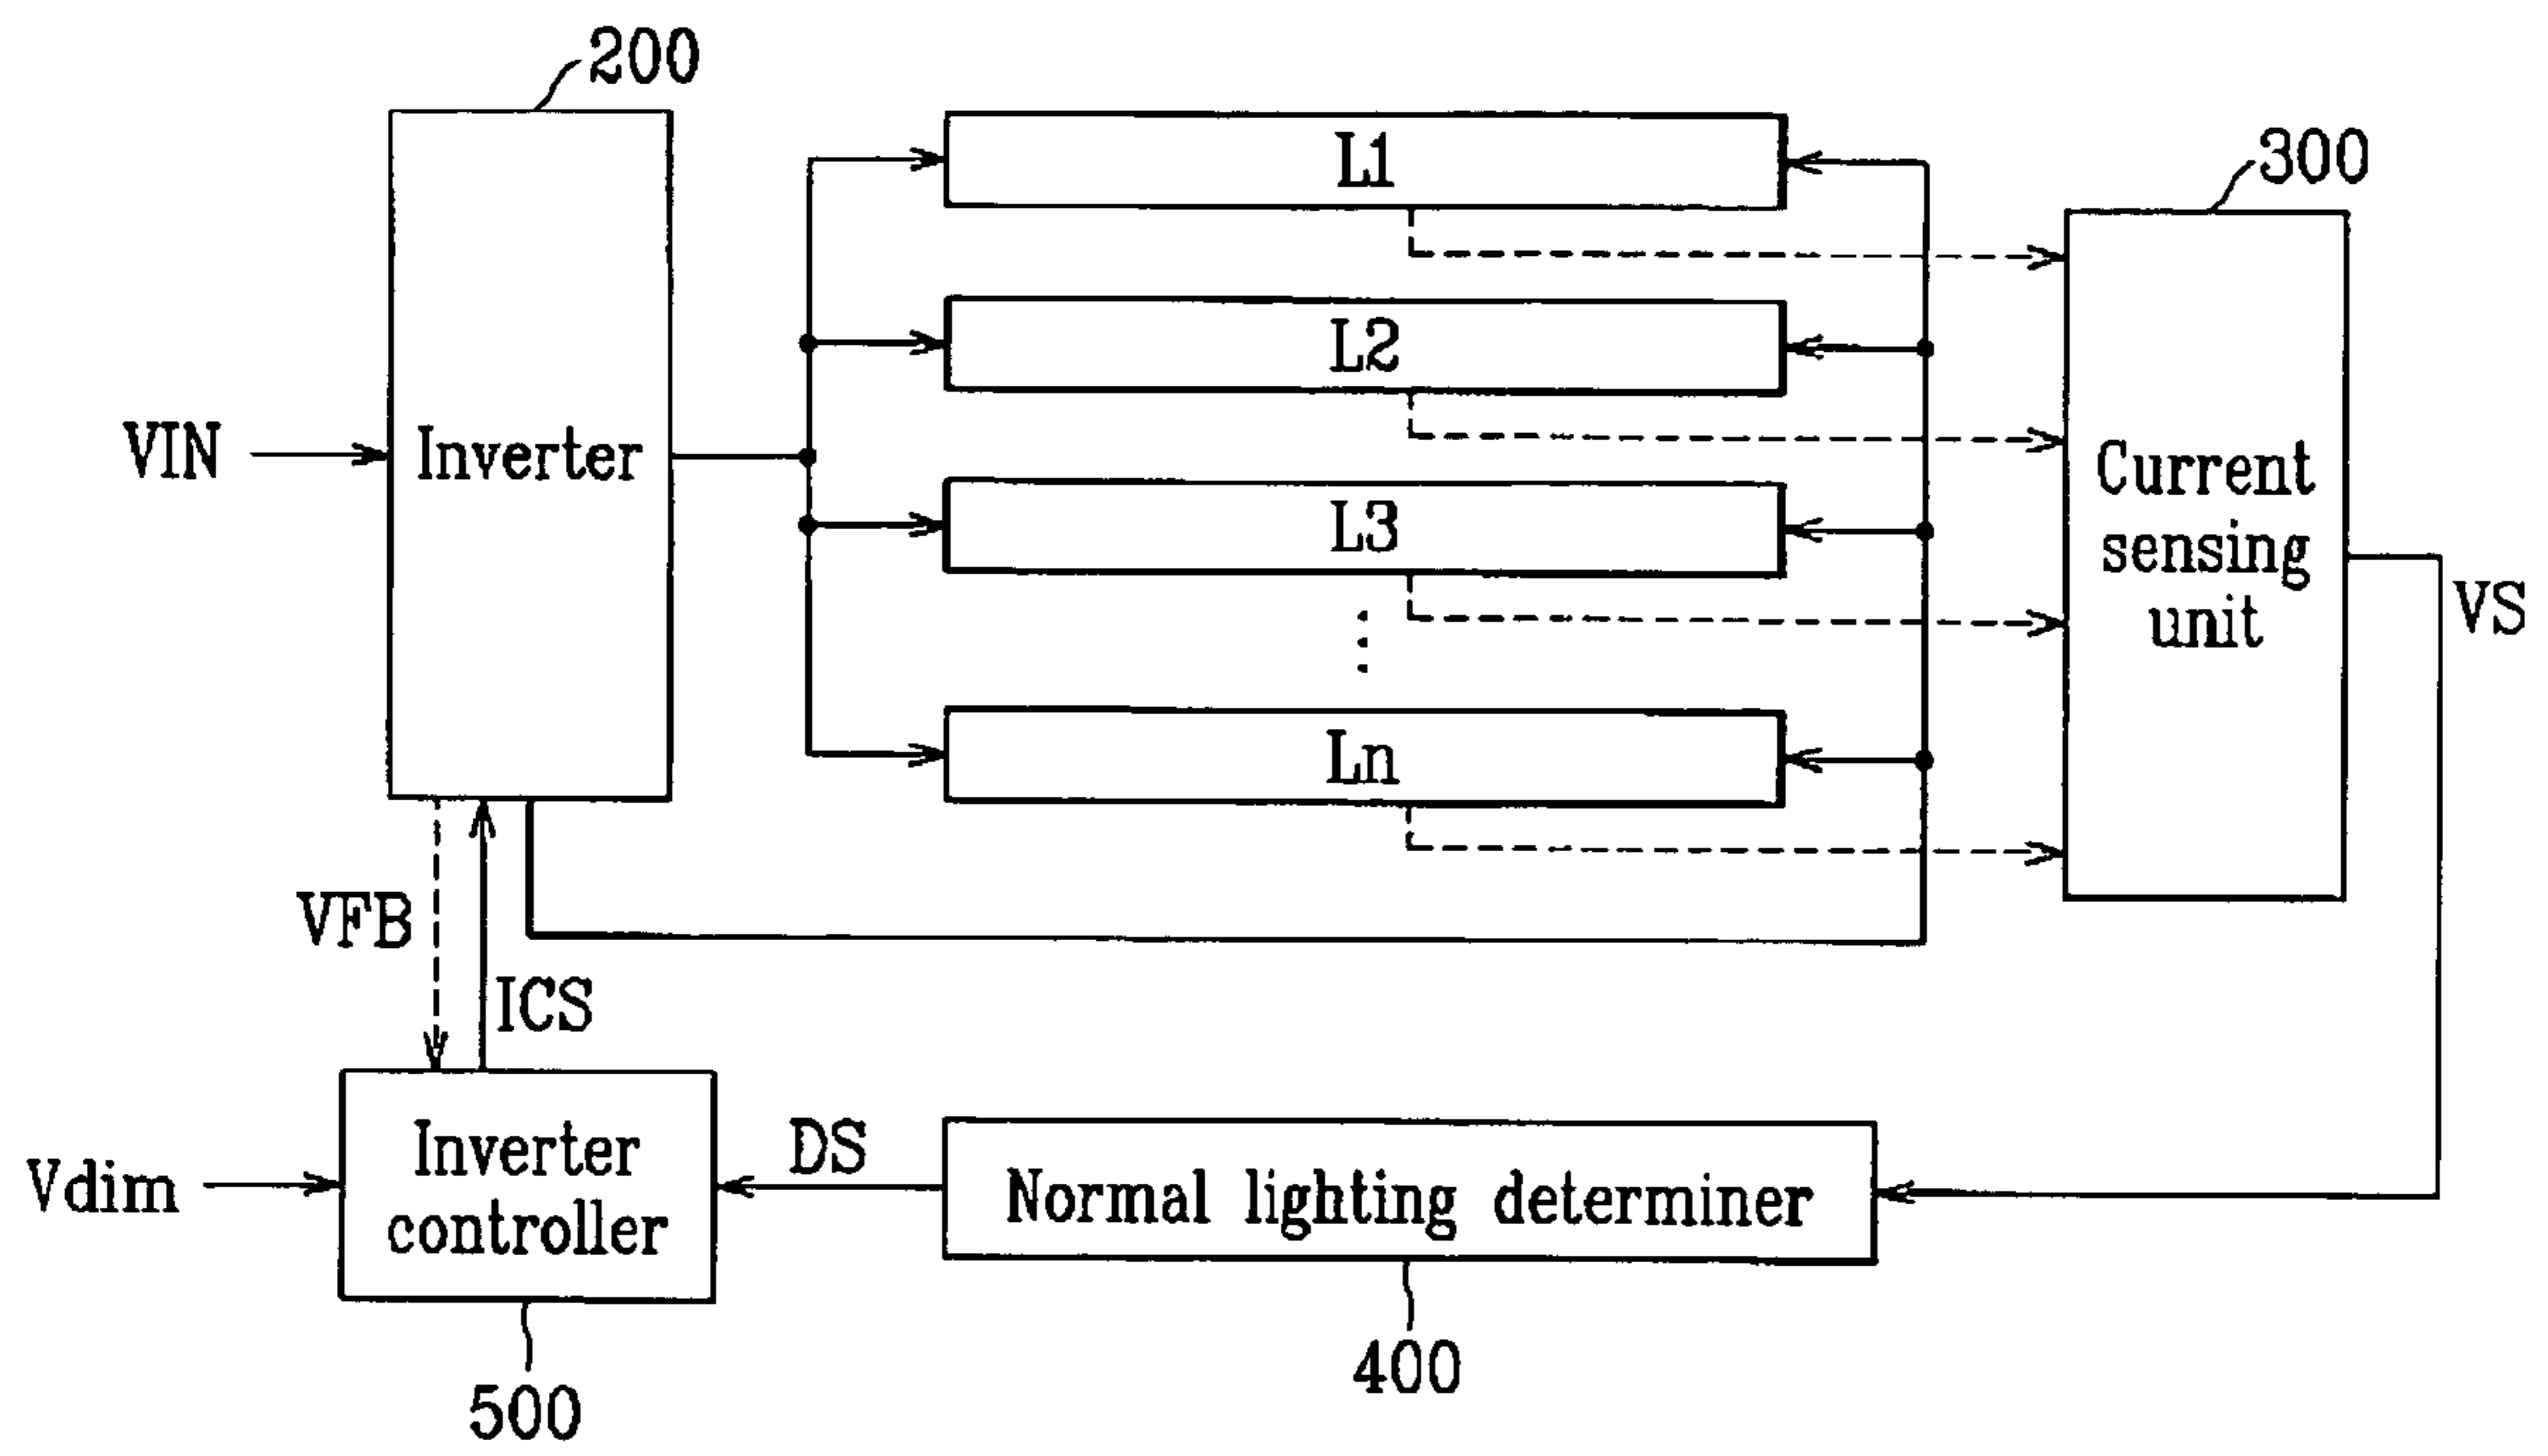 200
L1
300
L2
VIN
Inverter
L3
Current
sensing
unit
VS
Ln
VFB
ICS
Vdim
Inverter
controller
DS
Normal lighting determiner
400
500